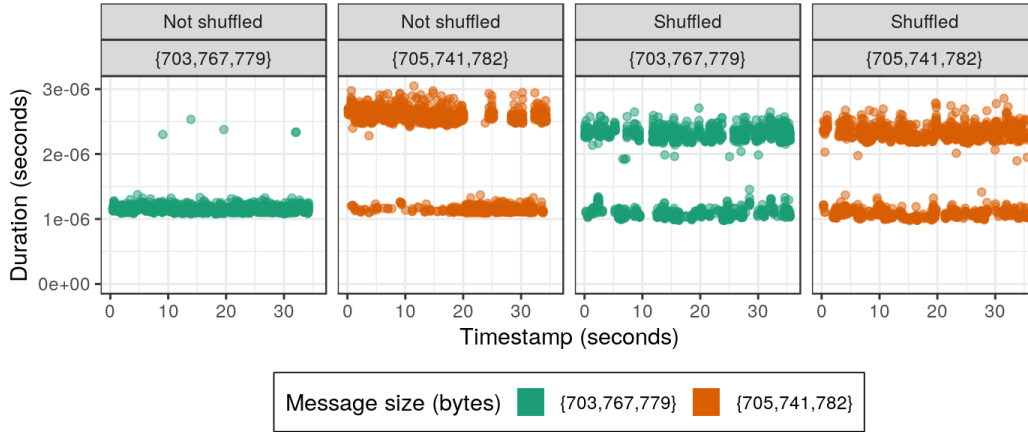 Not shuffled Not shuffled Shuffled Shuffled
{703,767,779} {705,741,782} {703,767,779} {705,741,782}
Duration (seconds)
3e-06
2e-06
1e-06
0e+00
0 10 20 30 0 10 20 30 0 10 20 30 0 10 20 30
Timestamp (seconds)
Message size (bytes) {703,767,779} {705,741,782}